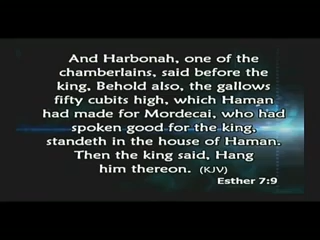 And Harbonah, one of the
chamberlains, said before the
king, Behold also, the gallows
fifty cubits high, which Haman
had made for Mordecai, who had
spoken good for the king,
standeth in the house of Haman.
Then the king said, Hang
him thereon. (KJV)
Esther 7:9